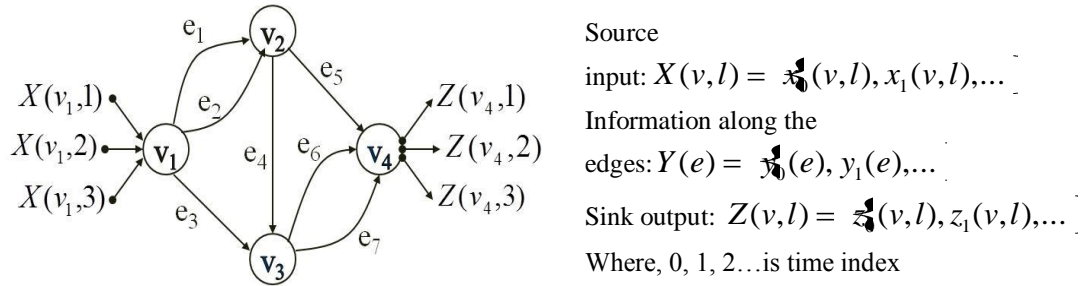 e1
v2
e5
X(v1,1)
e2
Z(v4,1)
X(v1,2)
v1
e4
e6
v4
Z(v4,2)
X(v1,3)
Z(v4,3)
e3
e7
v3
Source
input: X(v,l) = x0(v,l), x1(v,l),...
Information along the
edges: Y(e) = y0(e), y1(e),...
Sink output: Z(v,l) = z0(v,l), z1(v,l),...
Where, 0, 1, 2…is time index